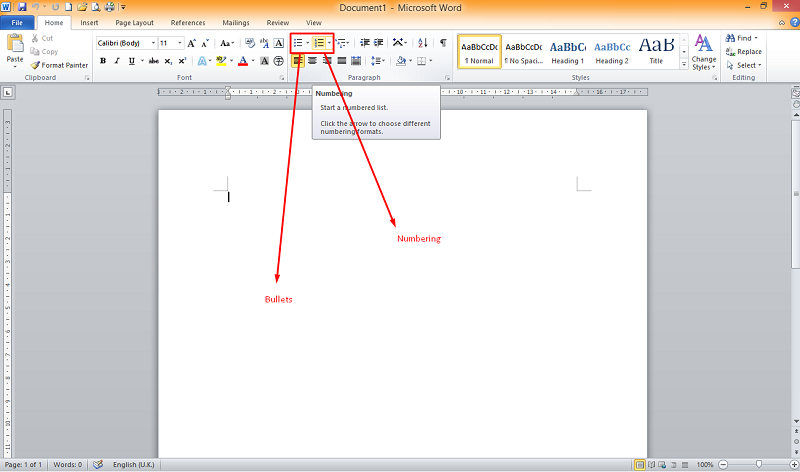 Document1 - Microsoft Word
File Home Insert Page Layout References Mailings Review View
Paste
Cut
Copy
Format Painter
Clipboard
Calibri (Body) 11
Font
Paragraph
AaBbCcDc AaBbCcDc AaBbCc AaBbCc AaB
¶ Normal ¶ No Spaci... Heading 1 Heading 2 Title
Change
Styles
Styles
Find
Replace
Select
Editing
Numbering
Start a numbered list.
Click the arrow to choose different
numbering formats.
Numbering
Bullets
Page: 1 of 1 Words: 0 English (U.K.) 100%